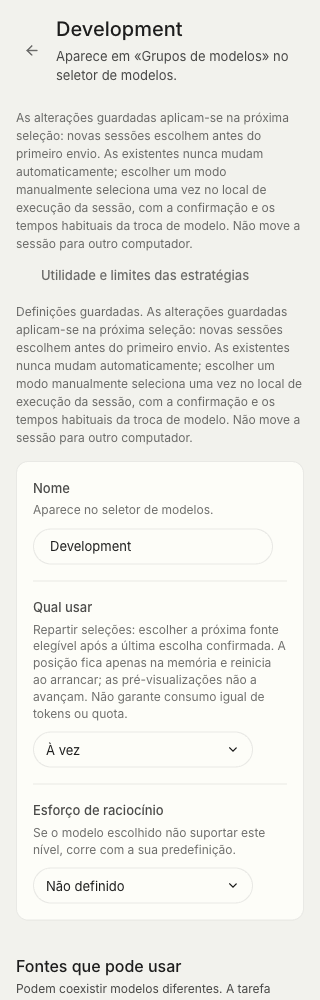 Development
Aparece em «Grupos de modelos» no
seletor de modelos.
As alterações guardadas aplicam-se na próxima
seleção: novas sessões escolhem antes do
primeiro envio. As existentes nunca mudam
automaticamente; escolher um modo
manualmente seleciona uma vez no local de
execução da sessão, com a confirmação e os
tempos habituais da troca de modelo. Não move a
sessão para outro computador.
Utilidade e limites das estratégias
Definições guardadas. As alterações guardadas
aplicam-se na próxima seleção: novas sessões
escolhem antes do primeiro envio. As existentes
nunca mudam automaticamente; escolher um
modo manualmente seleciona uma vez no local de
execução da sessão, com a confirmação e os
tempos habituais da troca de modelo. Não move a
sessão para outro computador.
Nome
Aparece no seletor de modelos.
Development
Qual usar
Repartir seleções: escolher a próxima fonte
elegível após a última escolha confirmada. A
posição fica apenas na memória e reinicia
ao arrancar; as pré-visualizações não a
avançam. Não garante consumo igual de
tokens ou quota.
À vez
Esforço de raciocínio
Se o modelo escolhido não suportar este
nível, corre com a sua predefinição.
Não definido
Fontes que pode usar
Podem coexistir modelos diferentes. A tarefa